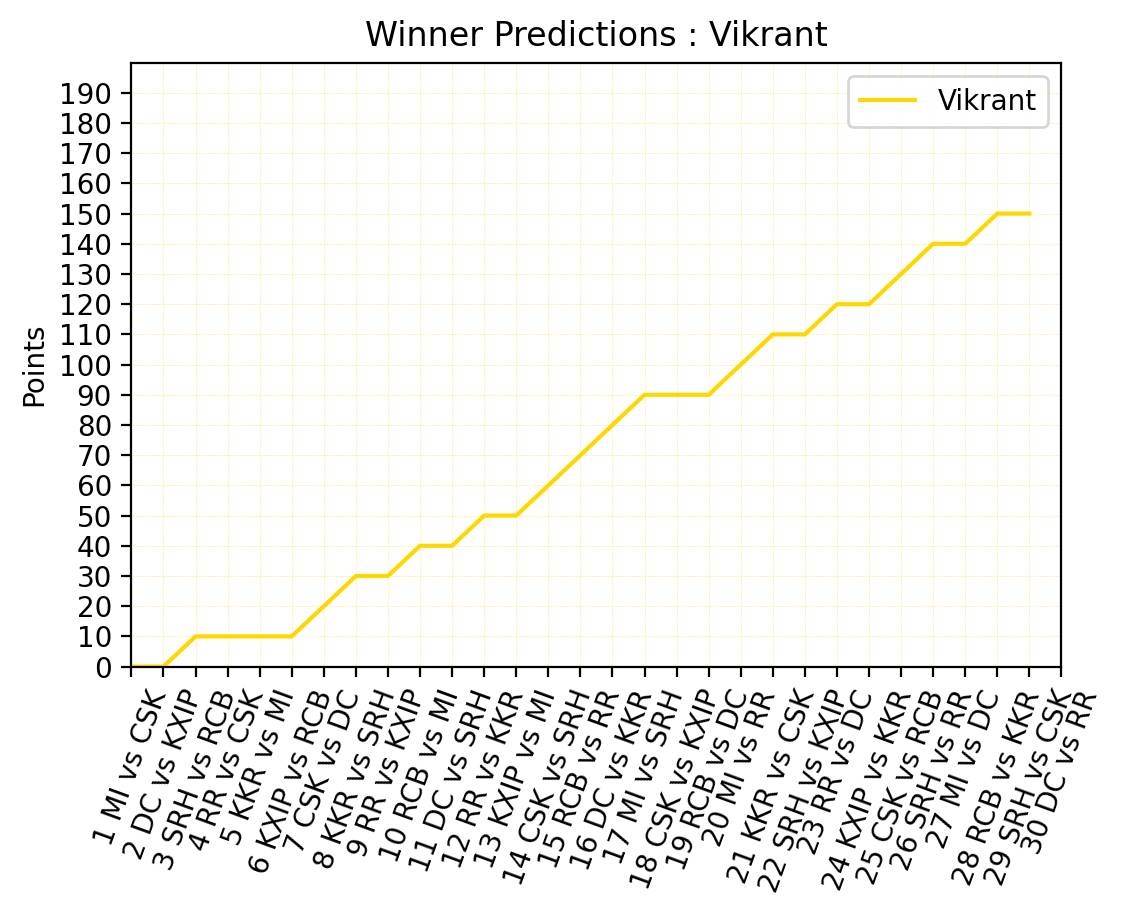 Winner Predictions : Vikrant
Vikrant
Points
190
180
170
160
150
140
130
120
110
100
90
80
70
60
50
40
30
20
10
0
1 MI vs CSK
2 DC vs KXIP
3 SRH vs RCB
4 RR vs CSK
5 KKR vs MI
6 KXIP vs RCB
7 CSK vs DC
8 KKR vs SRH
9 RR vs KXIP
10 RCB vs MI
11 DC vs SRH
12 RR vs KKR
13 KXIP vs MI
14 CSK vs SRH
15 RCB vs RR
16 DC vs KKR
17 MI vs SRH
18 CSK vs KXIP
19 RCB vs DC
20 MI vs RR
21 KKR vs CSK
22 SRH vs KXIP
23 RR vs DC
24 KXIP vs KKR
25 CSK vs RCB
26 SRH vs RR
27 MI vs DC
28 RCB vs KKR
29 SRH vs CSK
30 DC vs RR